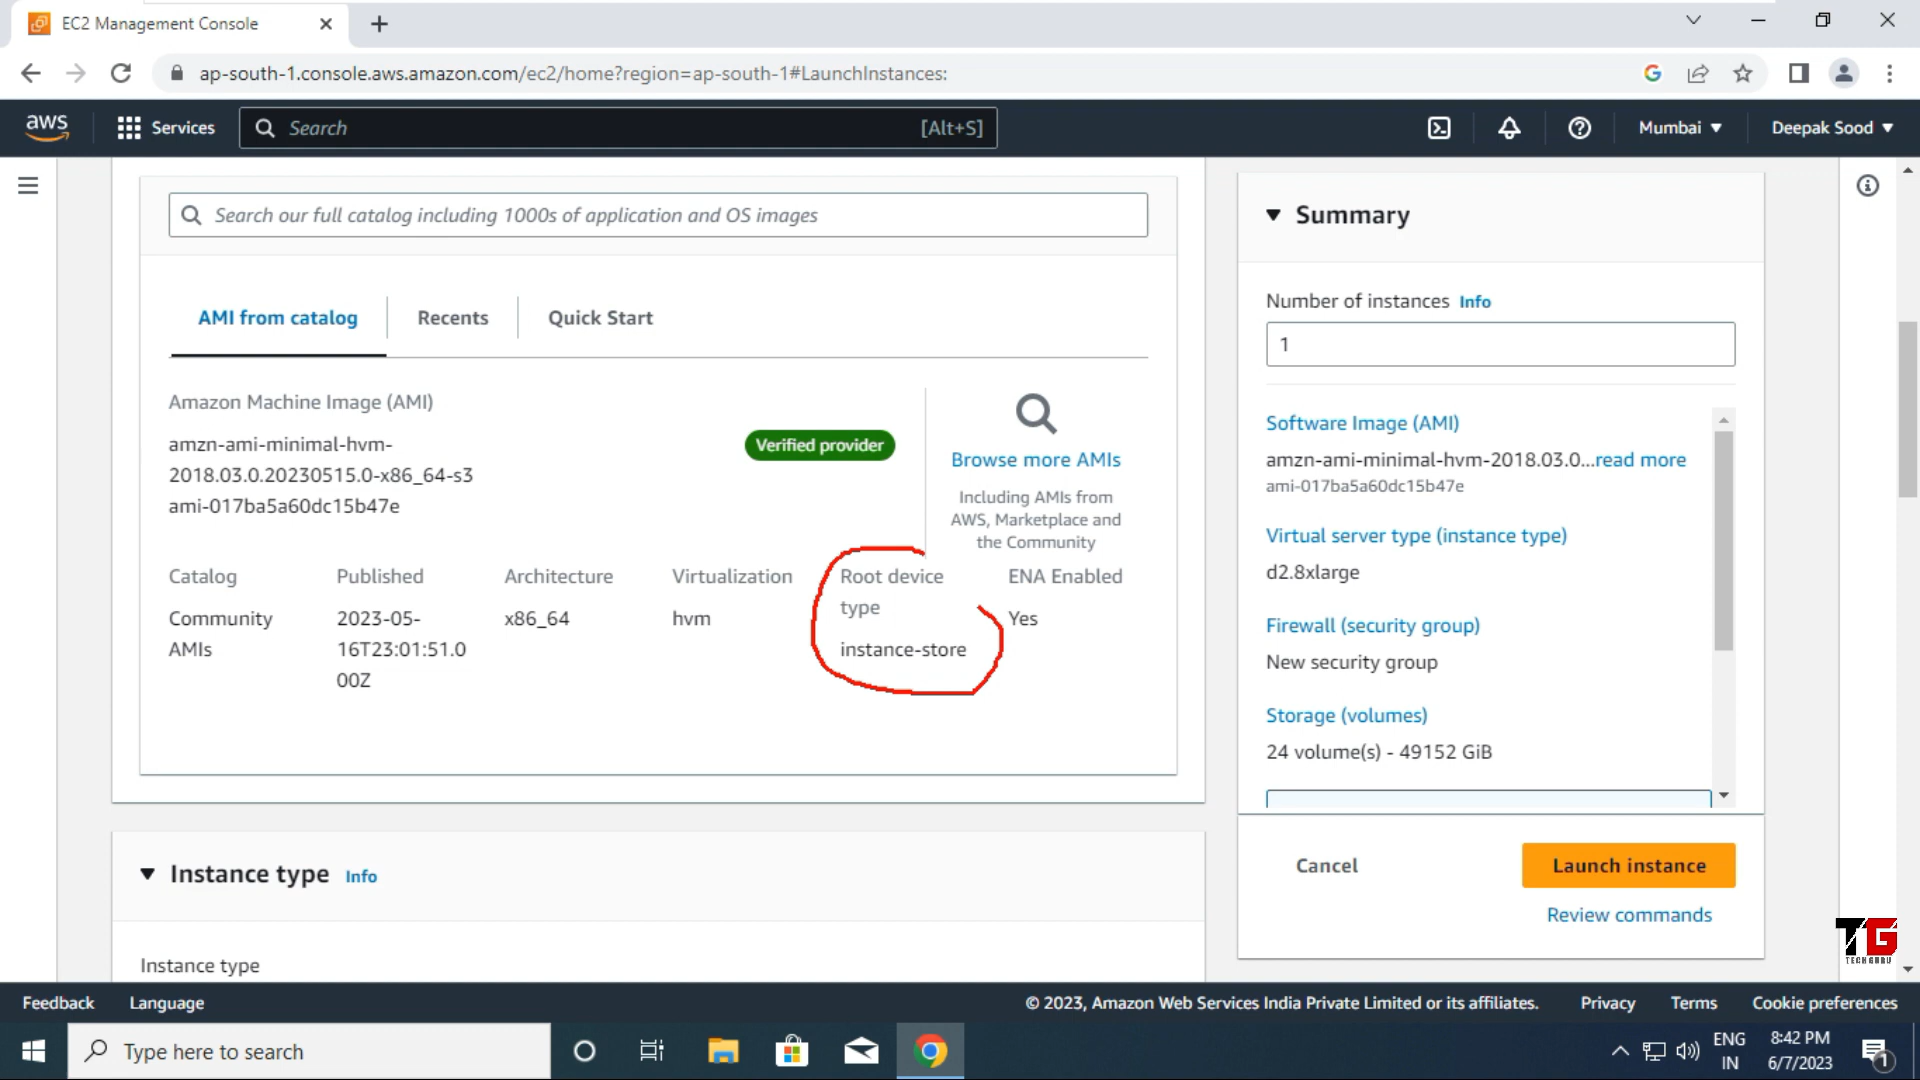 EC2 Management Console
ap-south-1.console.aws.amazon.com/ec2/home?region=ap-south-1#LaunchInstances:
aws
Services
Search
[Alt+S]
Mumbai
Deepak Sood
Search our full catalog including 1000s of application and OS images
AMI from catalog
Recents
Quick Start
Amazon Machine Image (AMI)
amzn-ami-minimal-hvm-
2018.03.0.20230515.0-x86_64-s3
ami-017ba5a60dc15b47e
Verified provider
Browse more AMIs
Including AMIs from
AWS, Marketplace and
the Community
Catalog
Community
AMIs
Published
2023-05-
16T23:01:51.0
00Z
Architecture
x86_64
Virtualization
hvm
Root device
type
instance-store
ENA Enabled
Yes
Instance type Info
Instance type
Summary
Number of instances Info
1
Software Image (AMI)
amzn-ami-minimal-hvm-2018.03.0...read more
ami-017ba5a60dc15b47e
Virtual server type (instance type)
d2.8xlarge
Firewall (security group)
New security group
Storage (volumes)
24 volume(s) - 49152 GiB
Cancel
Launch instance
Review commands
TG
TECH GURU
Feedback
Language
© 2023, Amazon Web Services India Private Limited or its affiliates.
Privacy
Terms
Cookie preferences
Type here to search
ENG
IN
8:42 PM
6/7/2023
1